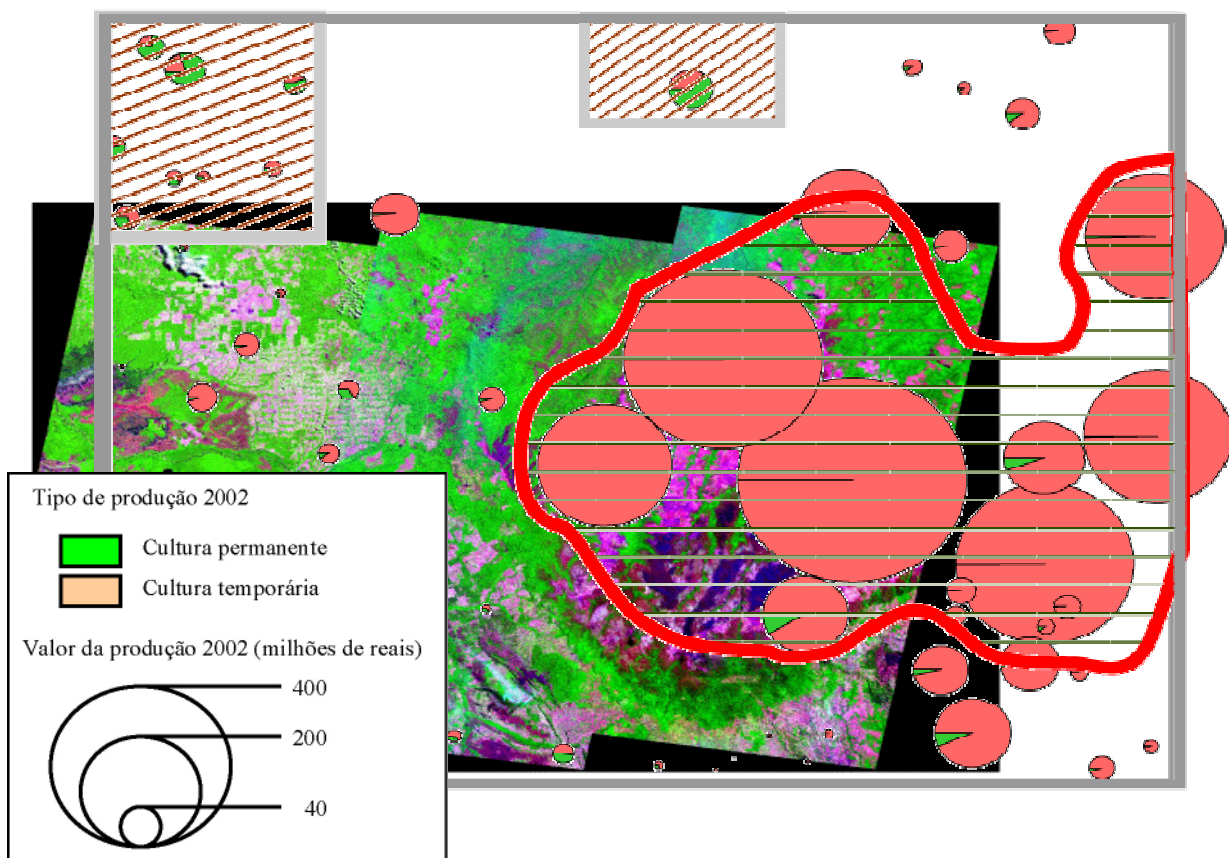 Tipo de produção 2002
Cultura permanente
Cultura temporária
Valor da produção 2002 (milhões de reais)
400
200
40